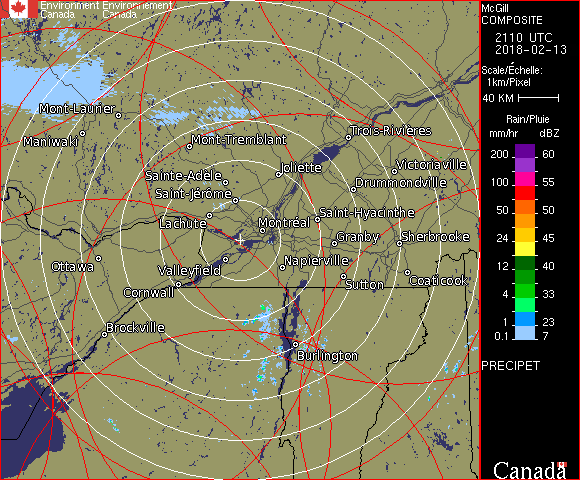 Environment Environnement
Canada Canada
McGill
COMPOSITE
2110 UTC
2018-02-13
Scale/Échelle:
1km/Pixel
40 KM
Rain/Pluie
mm/hr dBZ
200 60
100 55
50 50
24 45
12 40
4 33
1 23
0.1 7
PRECIPET
Canada
Mont-Laurier
Maniwaki
Mont-Tremblant
Trois-Rivières
Sainte-Adèle
Joliette
Victoriaville
Saint-Jérôme
Drummondville
Lachute
Montréal
Saint-Hyacinthe
Granby
Sherbrooke
Ottawa
Valleyfield
Napierville
Cornwall
Sutton
Coaticook
Brockville
Burlington